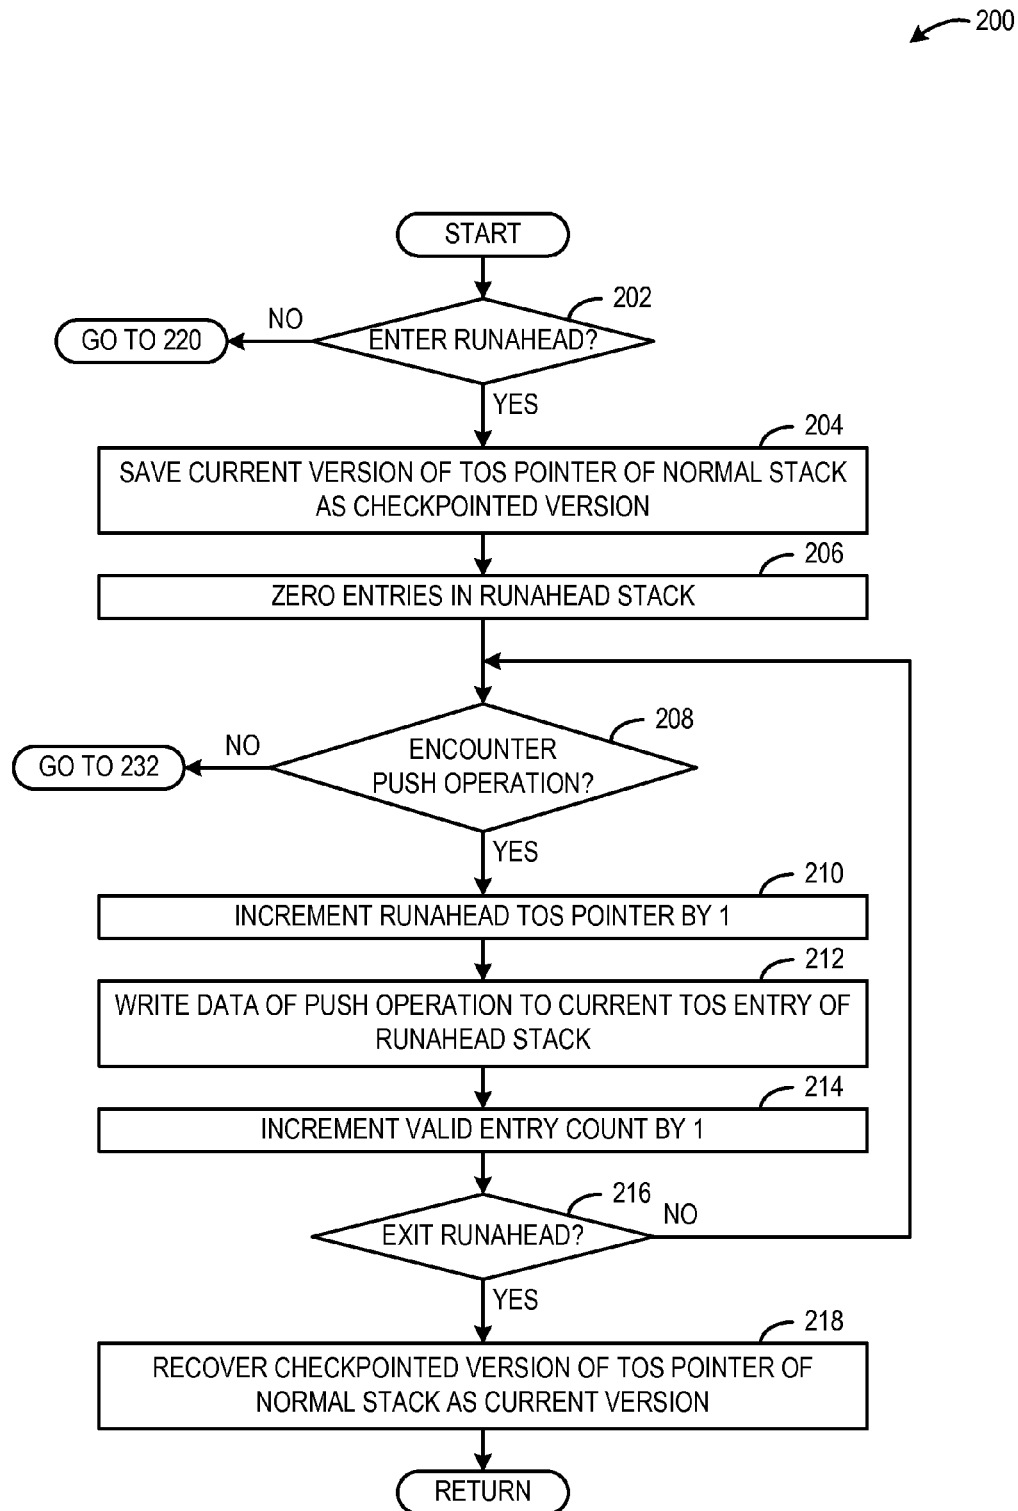 200
START
202
ENTER RUNAHEAD?
NO
GO TO 220
YES
204
SAVE CURRENT VERSION OF TOS POINTER OF NORMAL STACK
AS CHECKPOINTED VERSION
206
ZERO ENTRIES IN RUNAHEAD STACK
208
ENCOUNTER
PUSH OPERATION?
NO
GO TO 232
YES
210
INCREMENT RUNAHEAD TOS POINTER BY 1
212
WRITE DATA OF PUSH OPERATION TO CURRENT TOS ENTRY OF
RUNAHEAD STACK
214
INCREMENT VALID ENTRY COUNT BY 1
216
EXIT RUNAHEAD?
NO
YES
218
RECOVER CHECKPOINTED VERSION OF TOS POINTER OF
NORMAL STACK AS CURRENT VERSION
RETURN